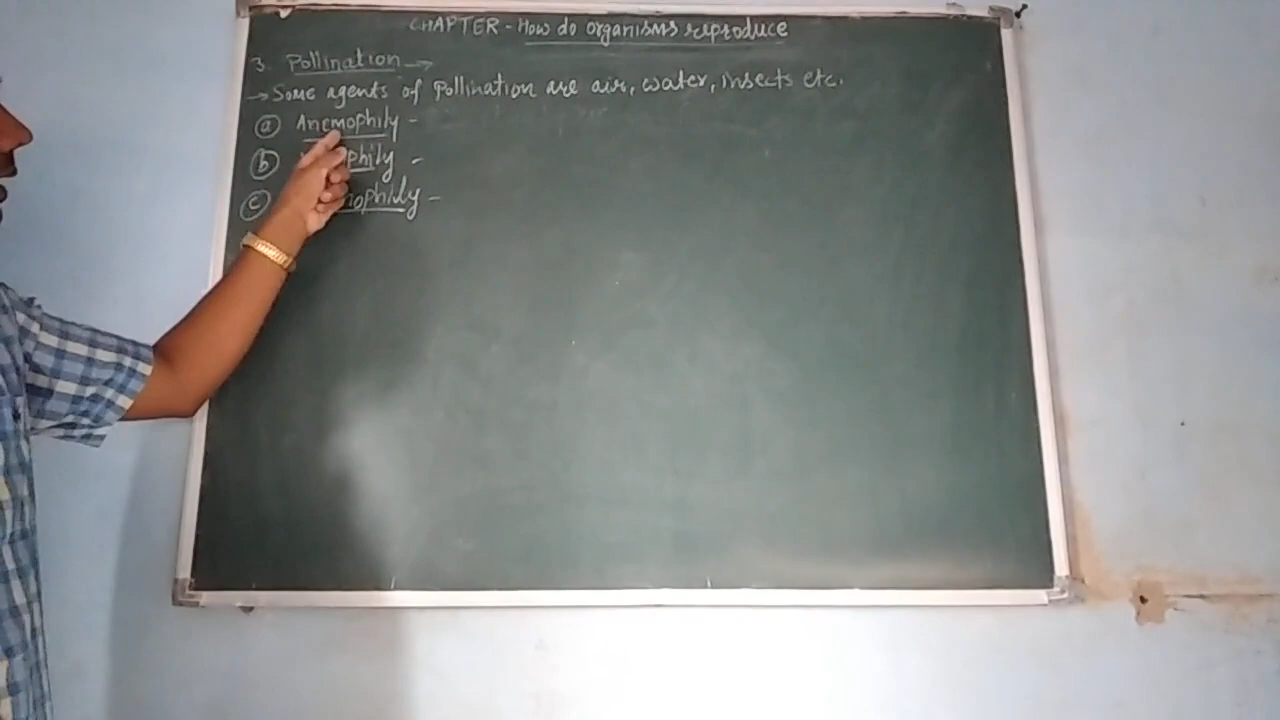 CHAPTER - How do organisms reproduce
3. Pollination →
→ Some agents of Pollination are air, water, insects etc.
(a) Anemophily -
(b)
(c)